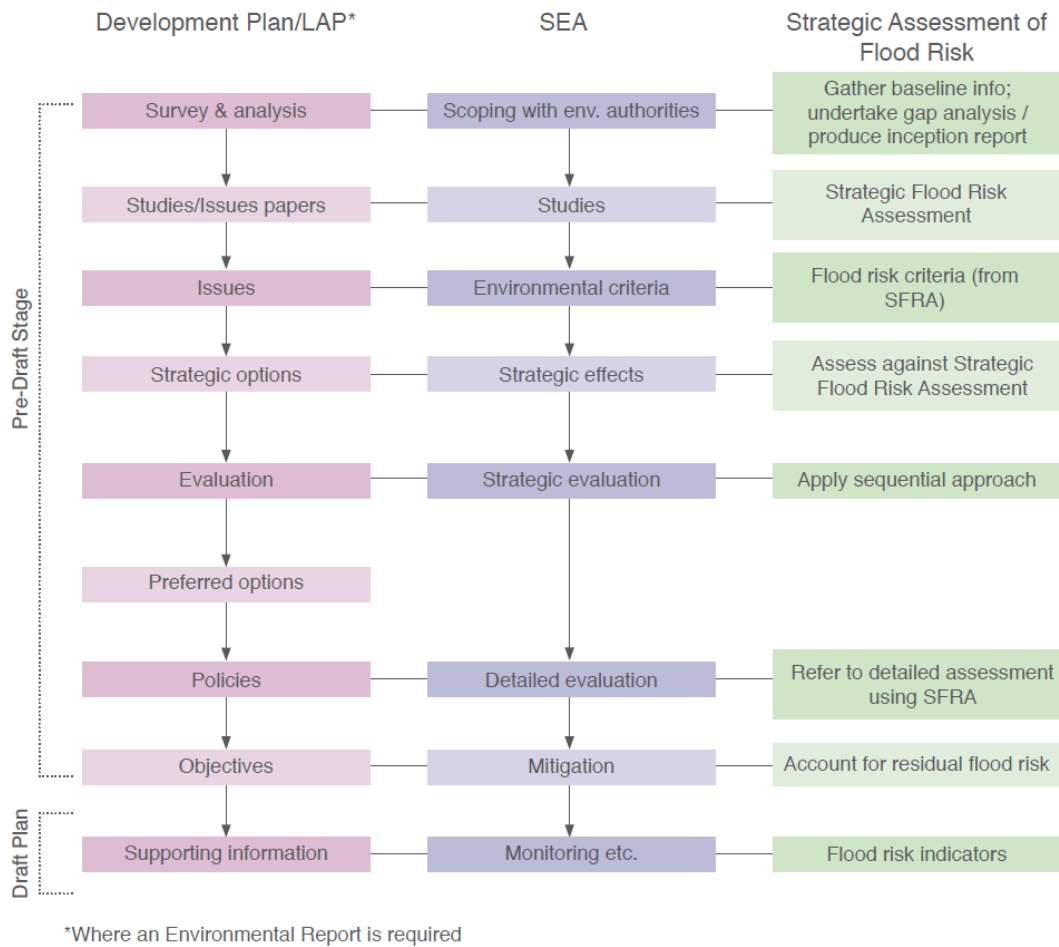 Development Plan/LAP*
SEA
Strategic Assessment of
Flood Risk
Pre-Draft Stage
Survey & analysis
Scoping with env. authorities
Gather baseline info;
undertake gap analysis /
produce inception report
Studies/Issues papers
Studies
Strategic Flood Risk
Assessment
Issues
Environmental criteria
Flood risk criteria (from
SFRA)
Strategic options
Strategic effects
Assess against Strategic
Flood Risk Assessment
Evaluation
Strategic evaluation
Apply sequential approach
Preferred options
Policies
Detailed evaluation
Refer to detailed assessment
using SFRA
Objectives
Mitigation
Account for residual flood risk
Draft Plan
Supporting information
Monitoring etc.
Flood risk indicators
*Where an Environmental Report is required